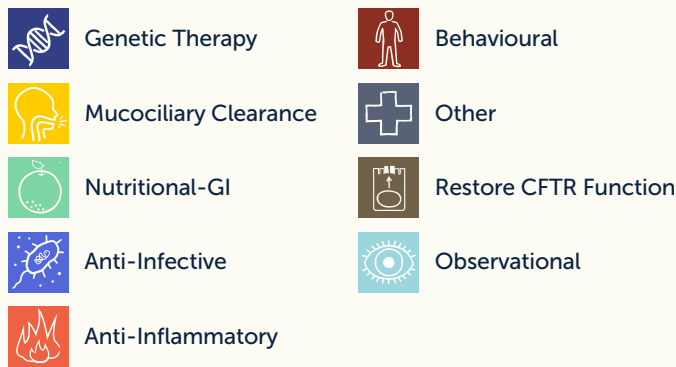 Genetic Therapy
Mucociliary Clearance
Nutritional-GI
Anti-Infective
Anti-Inflammatory
Behavioural
Other
Restore CFTR Function
Observational